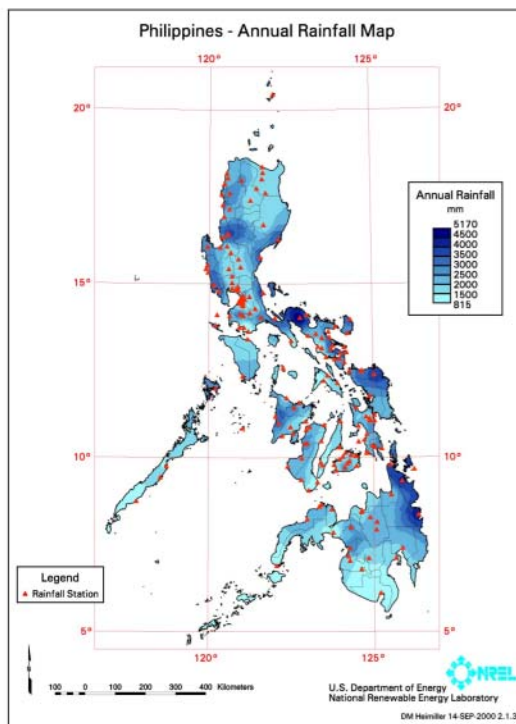 Philippines - Annual Rainfall Map
120° 125°
20° 20°
Annual Rainfall
mm
5170
4500
4000
3500
3000
2500
2000
1500
815
15° 15°
10° 10°
Legend
Rainfall Station
5° 5°
120° 125°
100 0 100 200 300 400 Kilometers
NREL
U.S. Department of Energy
National Renewable Energy Laboratory
DM Heimiller 14-SEP-2000 2.1.3